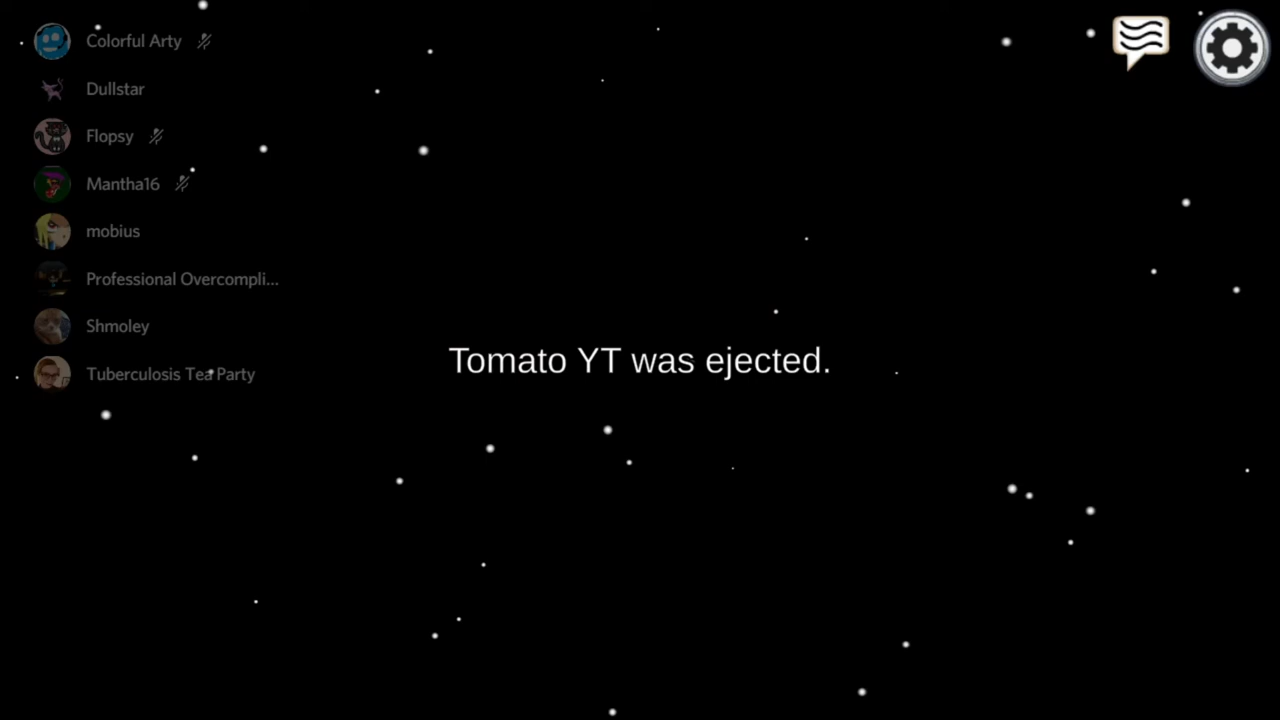 Colorful Arty
Dullstar
Flopsy
Mantha16
mobius
Professional Overcompli...
Shmoley
Tuberculosis Tea Party
Tomato YT was ejected.